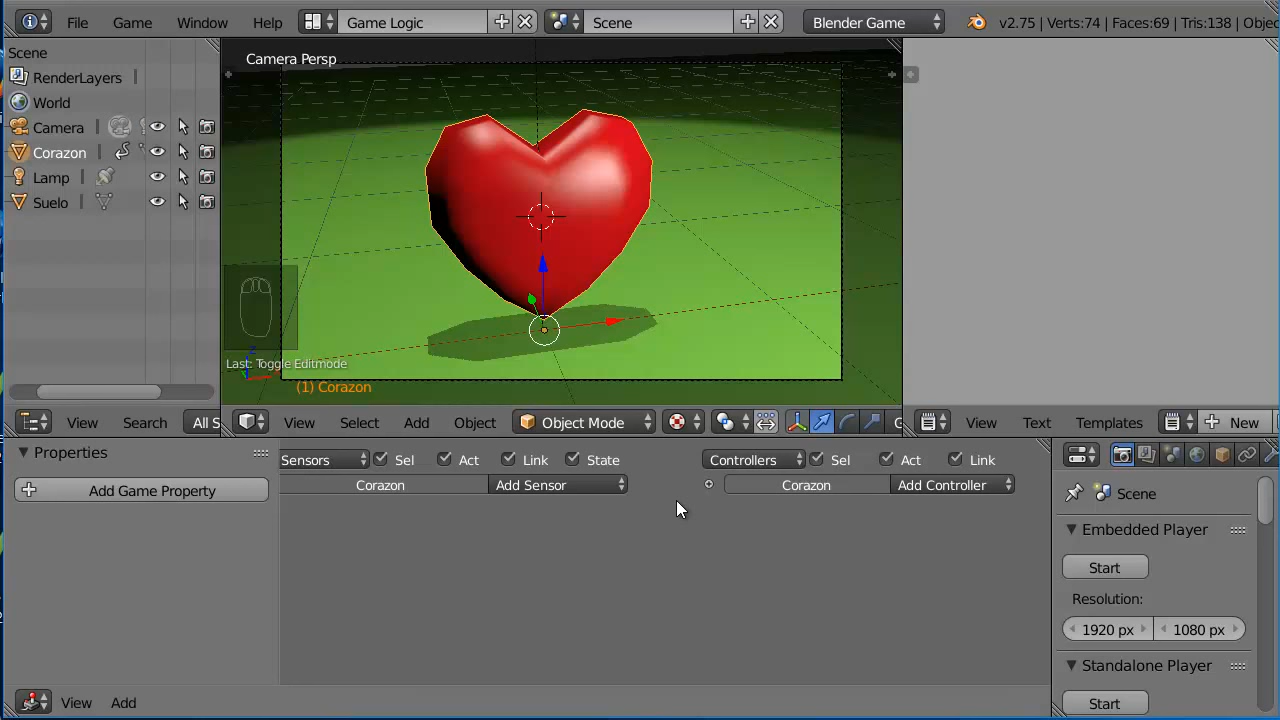 File Game Window Help Game Logic Scene Blender Game v2.75 | Verts:74 | Faces:69 | Tris:138 | Objec
Scene
RenderLayers
World
Camera
Corazon
Lamp
Suelo
View Search All S
Camera Persp
Last: Toggle Editmode
(1) Corazon
View Select Add Object Object Mode G
View Text Templates New
Properties
Add Game Property
Sensors Sel Act Link State
Corazon Add Sensor
Controllers Sel Act Link
Corazon Add Controller
View Add
Scene
Embedded Player
Start
Resolution:
1920 px 1080 px
Standalone Player
Start